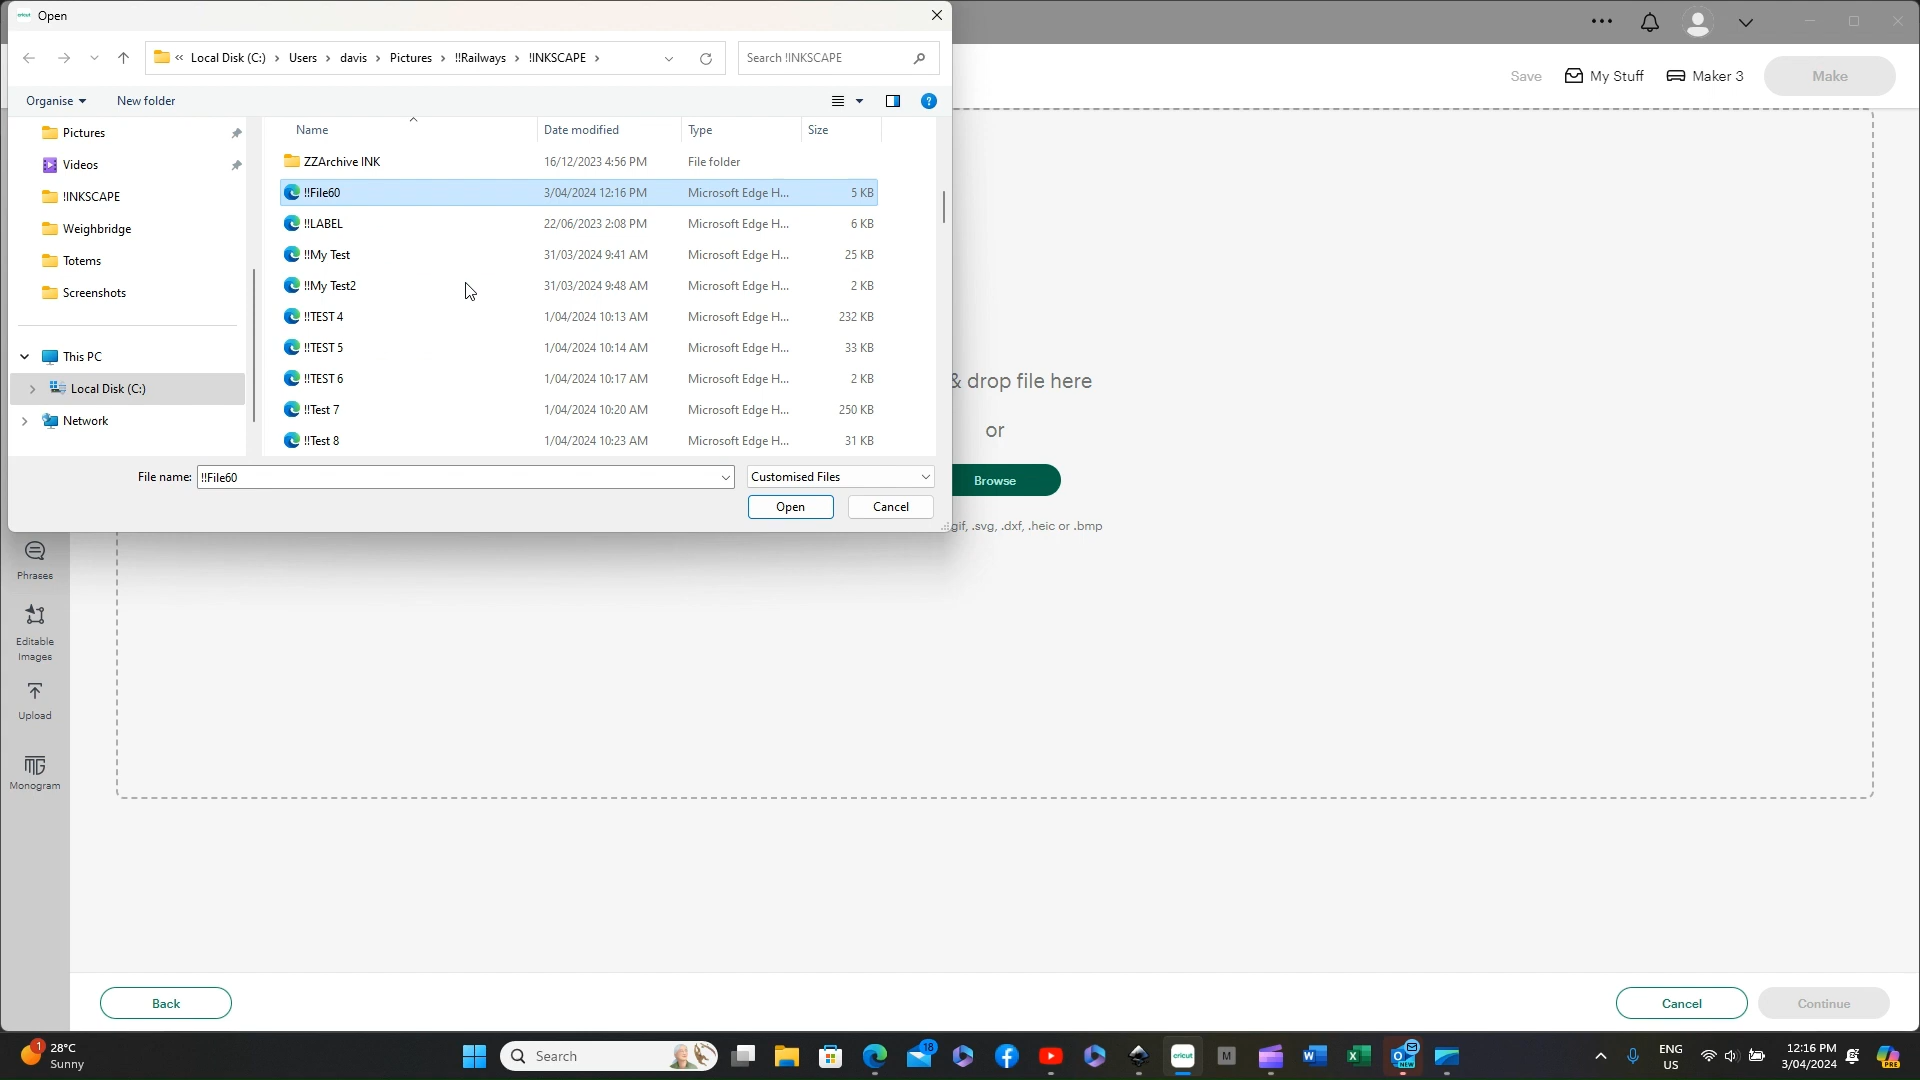 cricut Open
Local Disk (C:) Users davis Pictures !!Railways !INKSCAPE
Search !INKSCAPE
Save My Stuff Maker 3 Make
Organise New folder
Name Date modified Type Size
Pictures
Videos
!INKSCAPE
Weighbridge
Totems
Screenshots
This PC
Local Disk (C:)
Network
ZZArchive INK 16/12/2023 4:56 PM File folder
!!File60 3/04/2024 12:16 PM Microsoft Edge H... 5 KB
!!LABEL 22/06/2023 2:08 PM Microsoft Edge H... 6 KB
!!My Test 31/03/2024 9:41 AM Microsoft Edge H... 25 KB
!!My Test2 31/03/2024 9:48 AM Microsoft Edge H... 2 KB
!!TEST 4 1/04/2024 10:13 AM Microsoft Edge H... 232 KB
!!TEST 5 1/04/2024 10:14 AM Microsoft Edge H... 33 KB
!!TEST 6 1/04/2024 10:17 AM Microsoft Edge H... 2 KB
!!Test 7 1/04/2024 10:20 AM Microsoft Edge H... 250 KB
!!Test 8 1/04/2024 10:23 AM Microsoft Edge H... 31 KB
File name: !!File60 Customised Files
Open Cancel
& drop file here
or
Browse
gif, .svg, .dxf, .heic or .bmp
Phrases
Editable
Images
Upload
Monogram
Back Cancel Continue
1
28°C
Sunny
Search
18
cricut
M
NEW
ENG
US
12:16 PM
3/04/2024
PRE